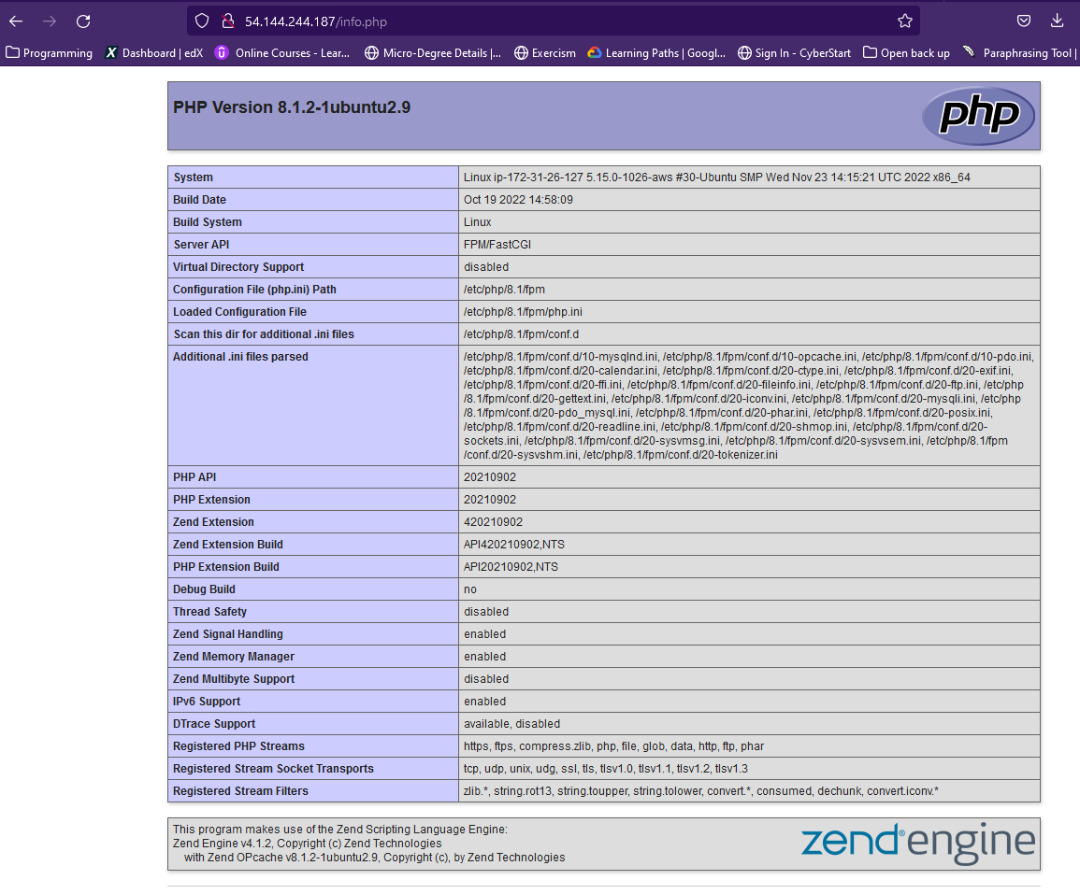 54.144.244.187/info.php
Programming X Dashboard | edX Online Courses - Lear... Micro-Degree Details |... Exercism Learning Paths | Googl... Sign In - CyberStart Open back up Paraphrasing Tool |
PHP Version 8.1.2-1ubuntu2.9
php
System Linux ip-172-31-26-127 5.15.0-1026-aws #30-Ubuntu SMP Wed Nov 23 14:15:21 UTC 2022 x86_64
Build Date Oct 19 2022 14:58:09
Build System Linux
Server API FPM/FastCGI
Virtual Directory Support disabled
Configuration File (php.ini) Path /etc/php/8.1/fpm
Loaded Configuration File /etc/php/8.1/fpm/php.ini
Scan this dir for additional .ini files /etc/php/8.1/fpm/conf.d
Additional .ini files parsed /etc/php/8.1/fpm/conf.d/10-mysqlnd.ini, /etc/php/8.1/fpm/conf.d/10-opcache.ini, /etc/php/8.1/fpm/conf.d/10-pdo.ini,
/etc/php/8.1/fpm/conf.d/20-calendar.ini, /etc/php/8.1/fpm/conf.d/20-ctype.ini, /etc/php/8.1/fpm/conf.d/20-exif.ini,
/etc/php/8.1/fpm/conf.d/20-ffi.ini, /etc/php/8.1/fpm/conf.d/20-fileinfo.ini, /etc/php/8.1/fpm/conf.d/20-ftp.ini, /etc/php
/8.1/fpm/conf.d/20-gettext.ini, /etc/php/8.1/fpm/conf.d/20-iconv.ini, /etc/php/8.1/fpm/conf.d/20-mysqli.ini, /etc/php
/8.1/fpm/conf.d/20-pdo_mysql.ini, /etc/php/8.1/fpm/conf.d/20-phar.ini, /etc/php/8.1/fpm/conf.d/20-posix.ini,
/etc/php/8.1/fpm/conf.d/20-readline.ini, /etc/php/8.1/fpm/conf.d/20-shmop.ini, /etc/php/8.1/fpm/conf.d/20-
sockets.ini, /etc/php/8.1/fpm/conf.d/20-sysvmsg.ini, /etc/php/8.1/fpm/conf.d/20-sysvsem.ini, /etc/php/8.1/fpm
/conf.d/20-sysvshm.ini, /etc/php/8.1/fpm/conf.d/20-tokenizer.ini
PHP API 20210902
PHP Extension 20210902
Zend Extension 420210902
Zend Extension Build API420210902,NTS
PHP Extension Build API20210902,NTS
Debug Build no
Thread Safety disabled
Zend Signal Handling enabled
Zend Memory Manager enabled
Zend Multibyte Support disabled
IPv6 Support enabled
DTrace Support available, disabled
Registered PHP Streams https, ftps, compress.zlib, php, file, glob, data, http, ftp, phar
Registered Stream Socket Transports tcp, udp, unix, udg, ssl, tls, tlsv1.0, tlsv1.1, tlsv1.2, tlsv1.3
Registered Stream Filters zlib.*, string.rot13, string.toupper, string.tolower, convert.*, consumed, dechunk, convert.iconv.*
This program makes use of the Zend Scripting Language Engine:
Zend Engine v4.1.2, Copyright (c) Zend Technologies
with Zend OPcache v8.1.2-1ubuntu2.9, Copyright (c), by Zend Technologies
zend® engine